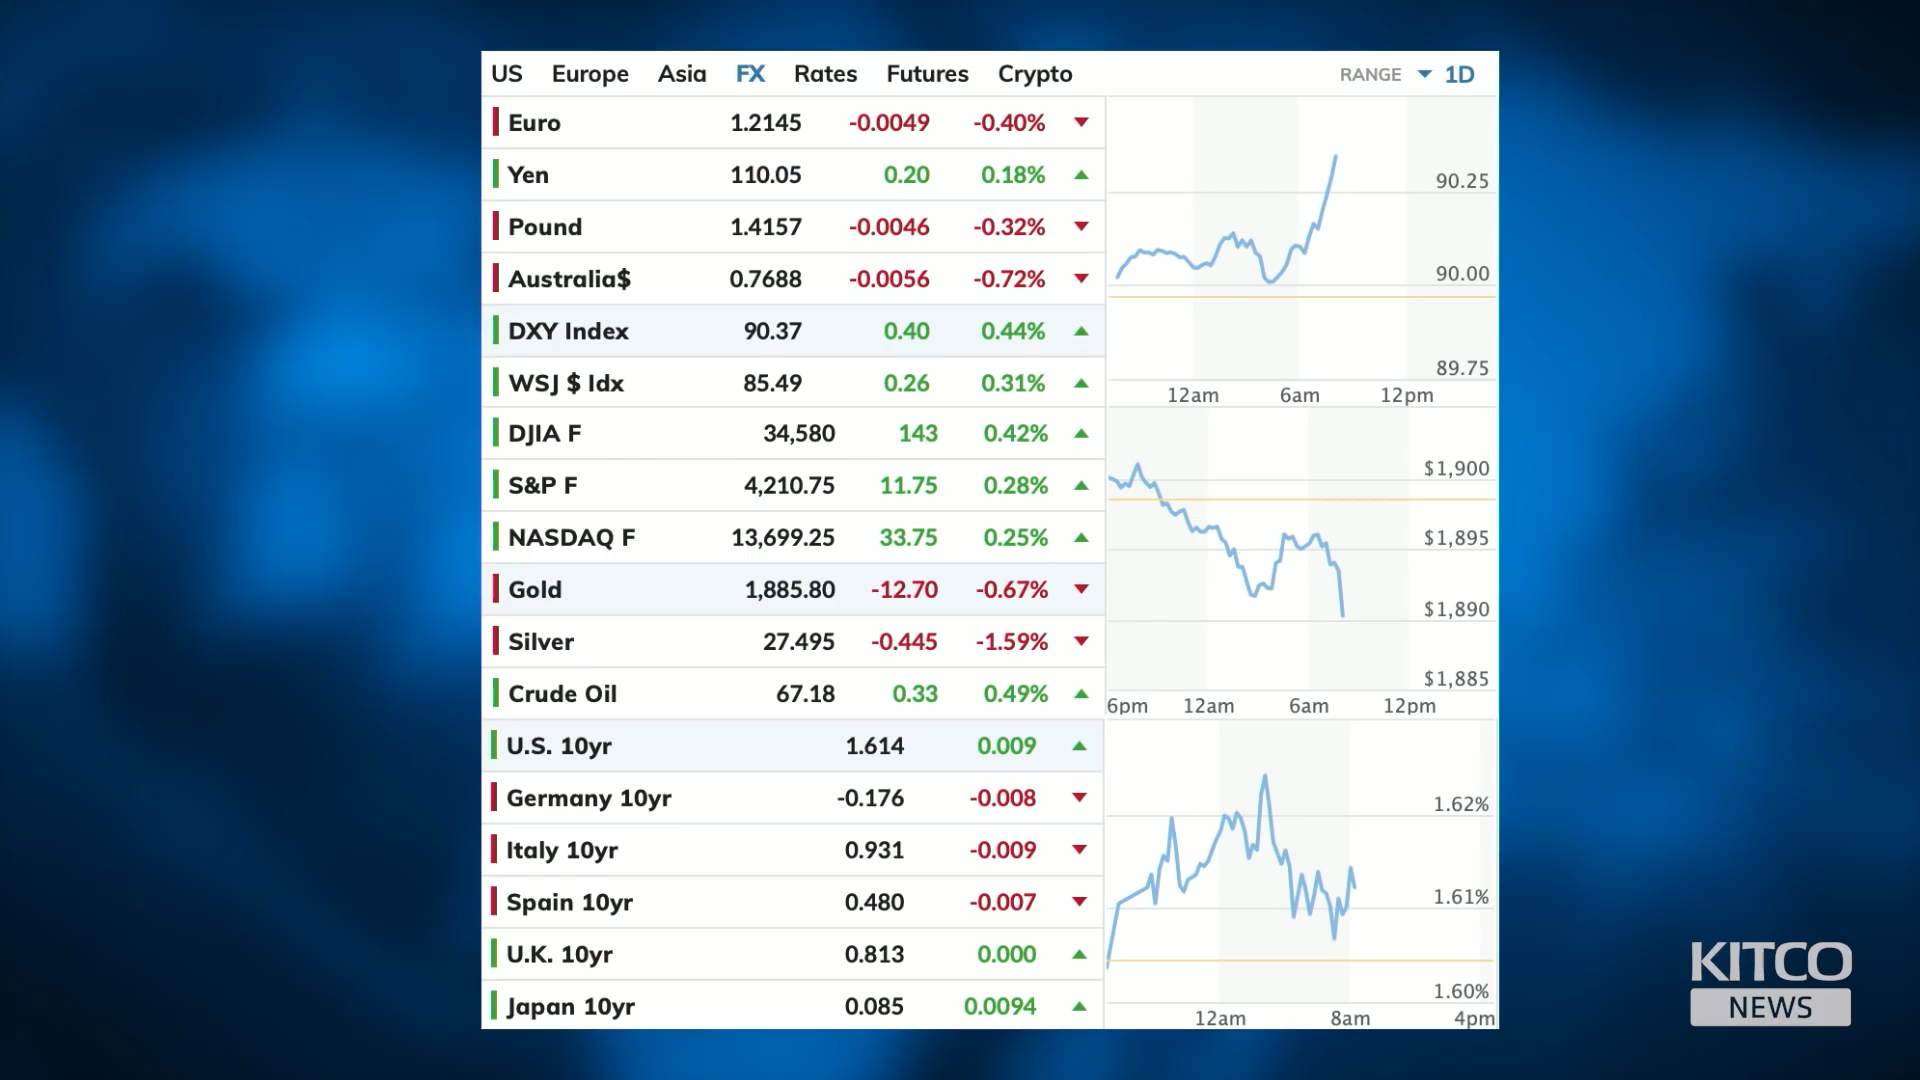 US Europe Asia FX Rates Futures Crypto RANGE 1D
Euro 1.2145 -0.0049 -0.40%
Yen 110.05 0.20 0.18%
Pound 1.4157 -0.0046 -0.32%
Australia$ 0.7688 -0.0056 -0.72%
DXY Index 90.37 0.40 0.44%
WSJ $ Idx 85.49 0.26 0.31%
90.25
90.00
89.75
12am 6am 12pm
DJIA F 34,580 143 0.42%
S&P F 4,210.75 11.75 0.28%
NASDAQ F 13,699.25 33.75 0.25%
Gold 1,885.80 -12.70 -0.67%
Silver 27.495 -0.445 -1.59%
Crude Oil 67.18 0.33 0.49%
$1,900
$1,895
$1,890
$1,885
6pm 12am 6am 12pm
U.S. 10yr 1.614 0.009
Germany 10yr -0.176 -0.008
Italy 10yr 0.931 -0.009
Spain 10yr 0.480 -0.007
U.K. 10yr 0.813 0.000
Japan 10yr 0.085 0.0094
1.62%
1.61%
1.60%
12am 8am 4pm
KITCO
NEWS